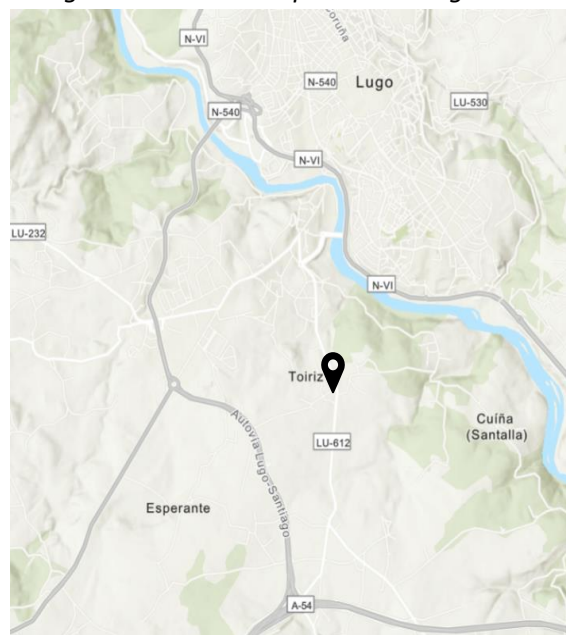 Coruña
N-VI
N-540
Lugo
LU-530
N-540
N-VI
LU-232
N-VI
Toiriz
Cuíña
(Santalla)
Autovía Lugo-Santiago
LU-612
Esperante
A-54